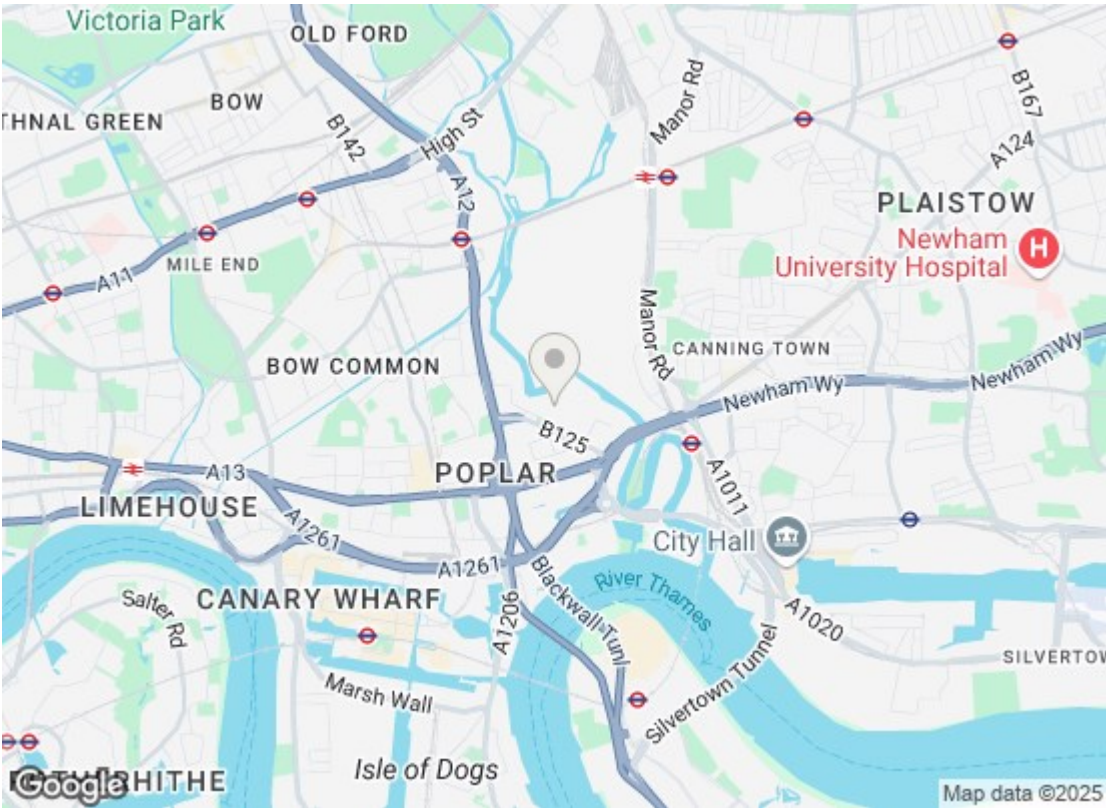 Victoria Park
OLD FORD
BOW
THNAL GREEN
B142
High St
Manor Rd
B167
A124
A12
PLAISTOW
Newham
University Hospital
H
MILE END
A11
Manor Rd
CANNING TOWN
Newham Wy
Newham Wy
BOW COMMON
B125
POPLAR
A13
LIMEHOUSE
A1261
A1261
A1011
City Hall
Blackwall Tunl
River Thames
CANARY WHARF
Salter Rd
A1206
A1020
SILVERTOW
Silvertown Tunnel
Marsh Wall
Isle of Dogs
RHITHE
Google
Map data ©2025